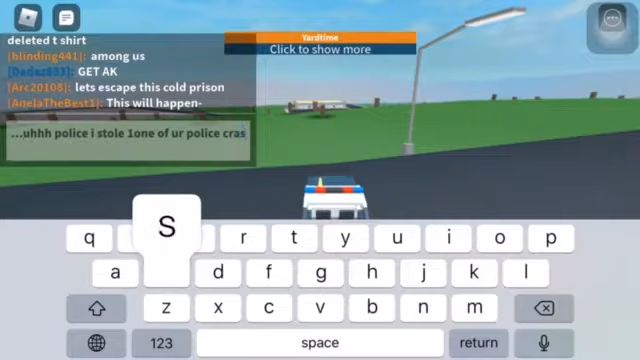 Yardtime
Click to show more
deleted t shirt
[blinding441]: among us
[Dadaz833]: GET AK
[Arc20108]: lets escape this cold prison
[AnelaTheBest1]: This will happen-
...uhhh police i stole 1one of ur police cras
S
q r t y u i o p
a d f g h j k l
z x c v b n m
123 space return